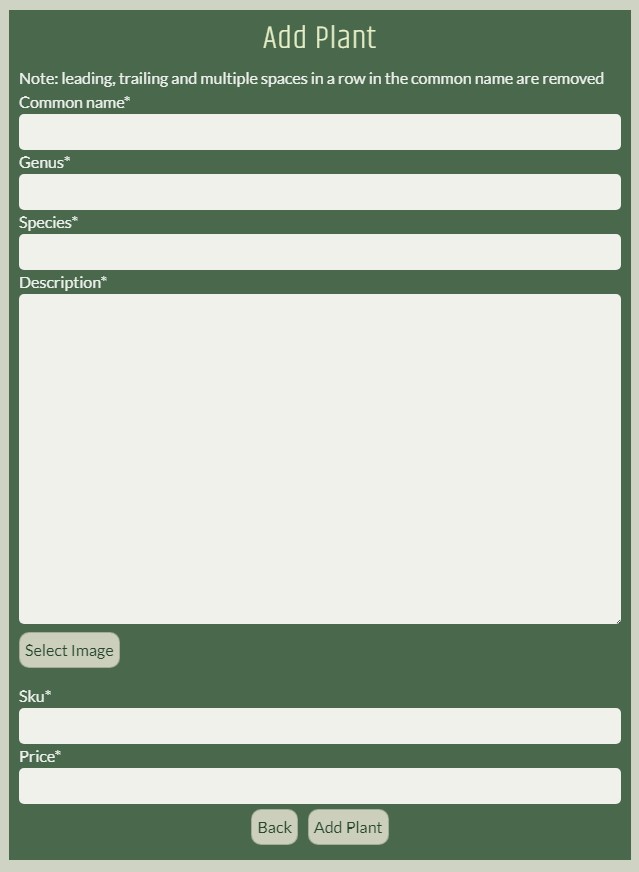 Add Plant
Note: leading, trailing and multiple spaces in a row in the common name are removed
Common name*
Genus*
Species*
Description*
Select Image
Sku*
Price*
Back Add Plant